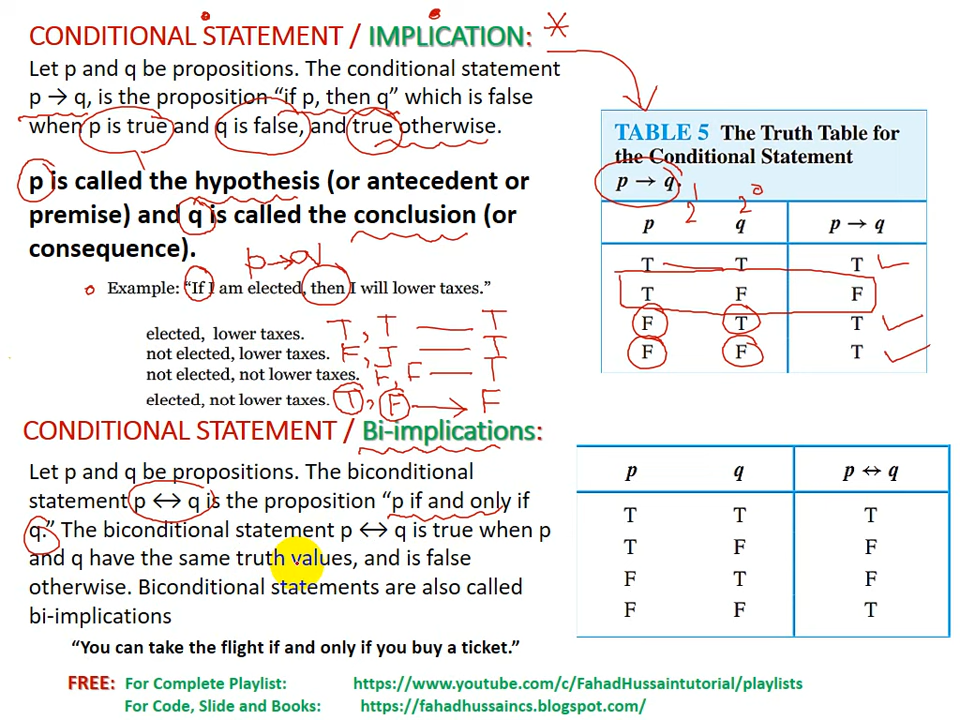 CONDITIONAL STATEMENT / IMPLICATION:
Let p and q be propositions. The conditional statement
p → q, is the proposition “if p, then q” which is false
when p is true and q is false, and true otherwise.
p is called the hypothesis (or antecedent or
premise) and q is called the conclusion (or
consequence).
p → q
Example: “If I am elected, then I will lower taxes.”
elected, lower taxes. T, T — T
not elected, lower taxes. F, T — T
not elected, not lower taxes. F, F — T
elected, not lower taxes. T, F → F
TABLE 5 The Truth Table for
the Conditional Statement
p → q.
2^1 2^0
p q p → q
T T T
T F F
F T T
F F T
CONDITIONAL STATEMENT / Bi-implications:
Let p and q be propositions. The biconditional
statement p ↔ q is the proposition “p if and only if
q.” The biconditional statement p ↔ q is true when p
and q have the same truth values, and is false
otherwise. Biconditional statements are also called
bi-implications
“You can take the flight if and only if you buy a ticket.”
p q p ↔ q
T T T
T F F
F T F
F F T
FREE: For Complete Playlist: https://www.youtube.com/c/FahadHussaintutorial/playlists
For Code, Slide and Books: https://fahadhussaincs.blogspot.com/